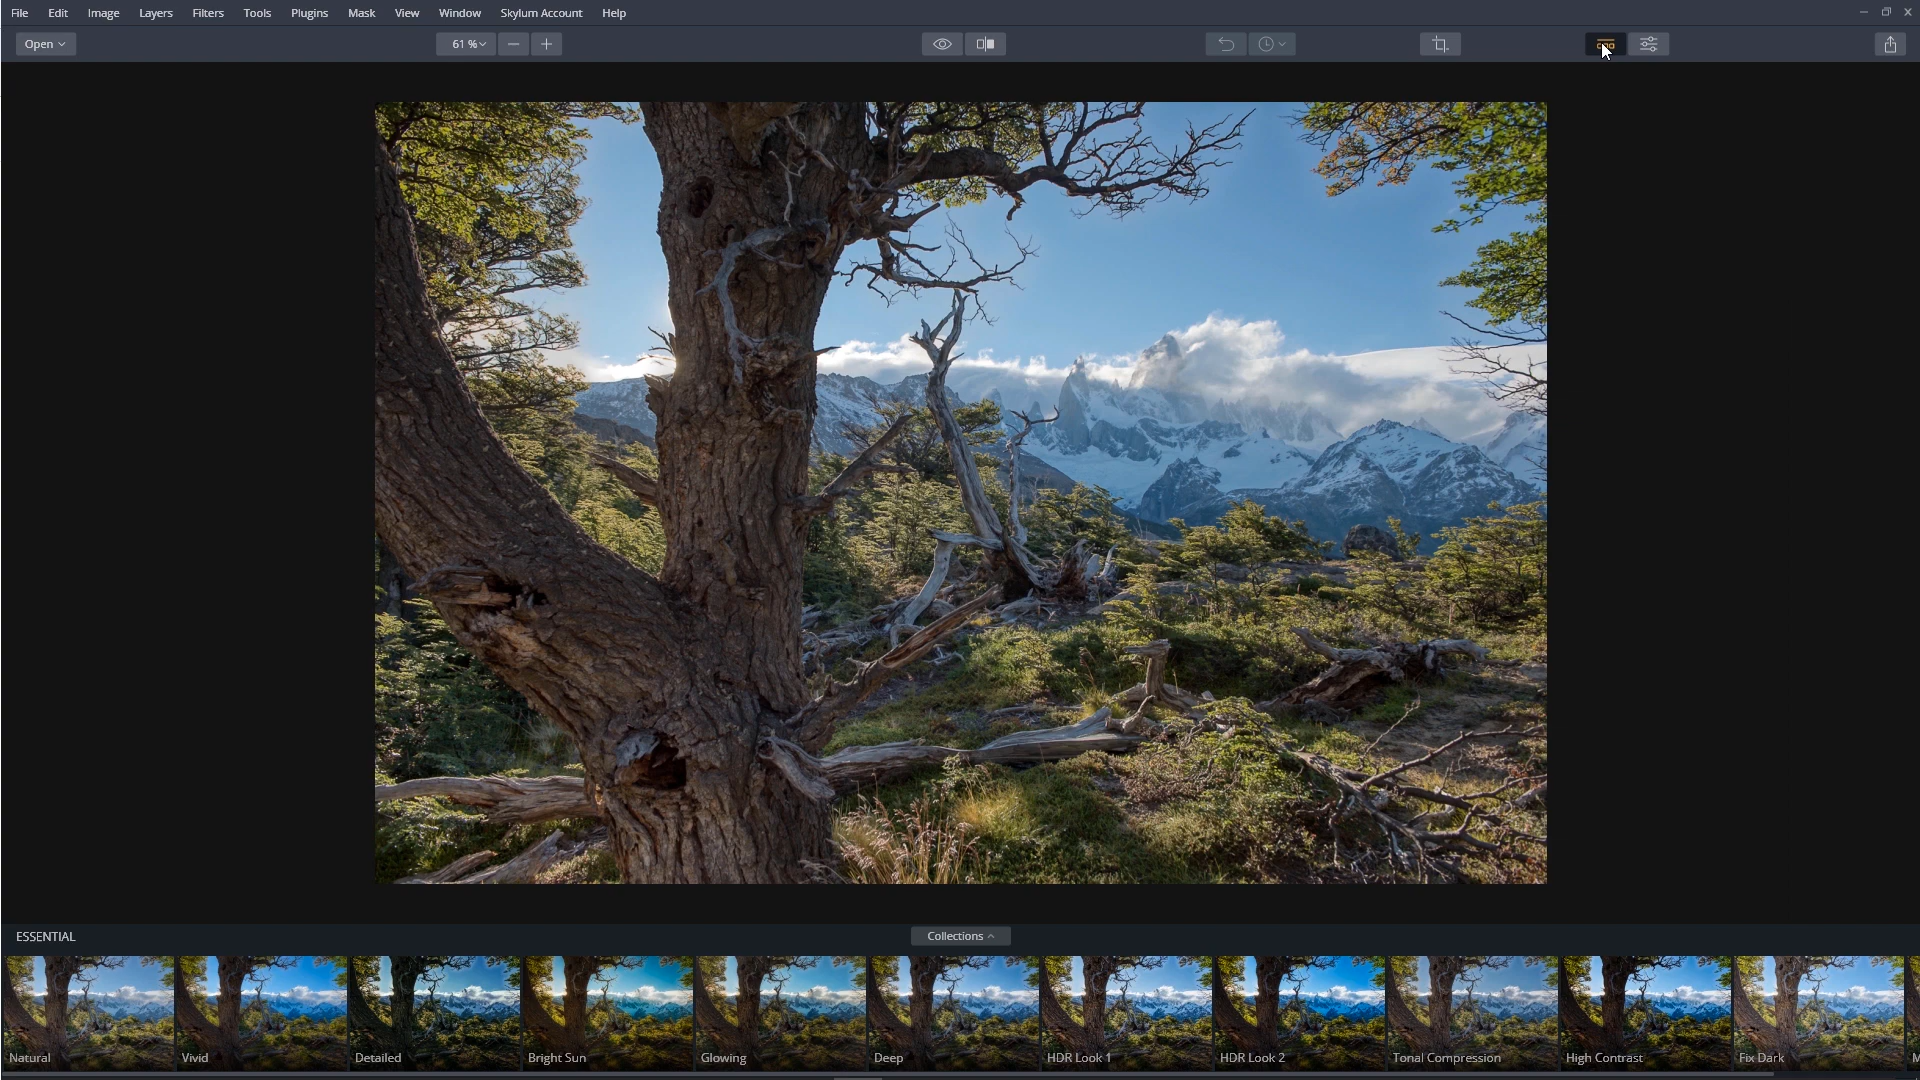 File Edit Image Layers Filters Tools Plugins Mask View Window Skylum Account Help
Open 61 %
ESSENTIAL Collections
Natural Vivid Detailed Bright Sun Glowing Deep HDR Look 1 HDR Look 2 Tonal Compression High Contrast Fix Dark